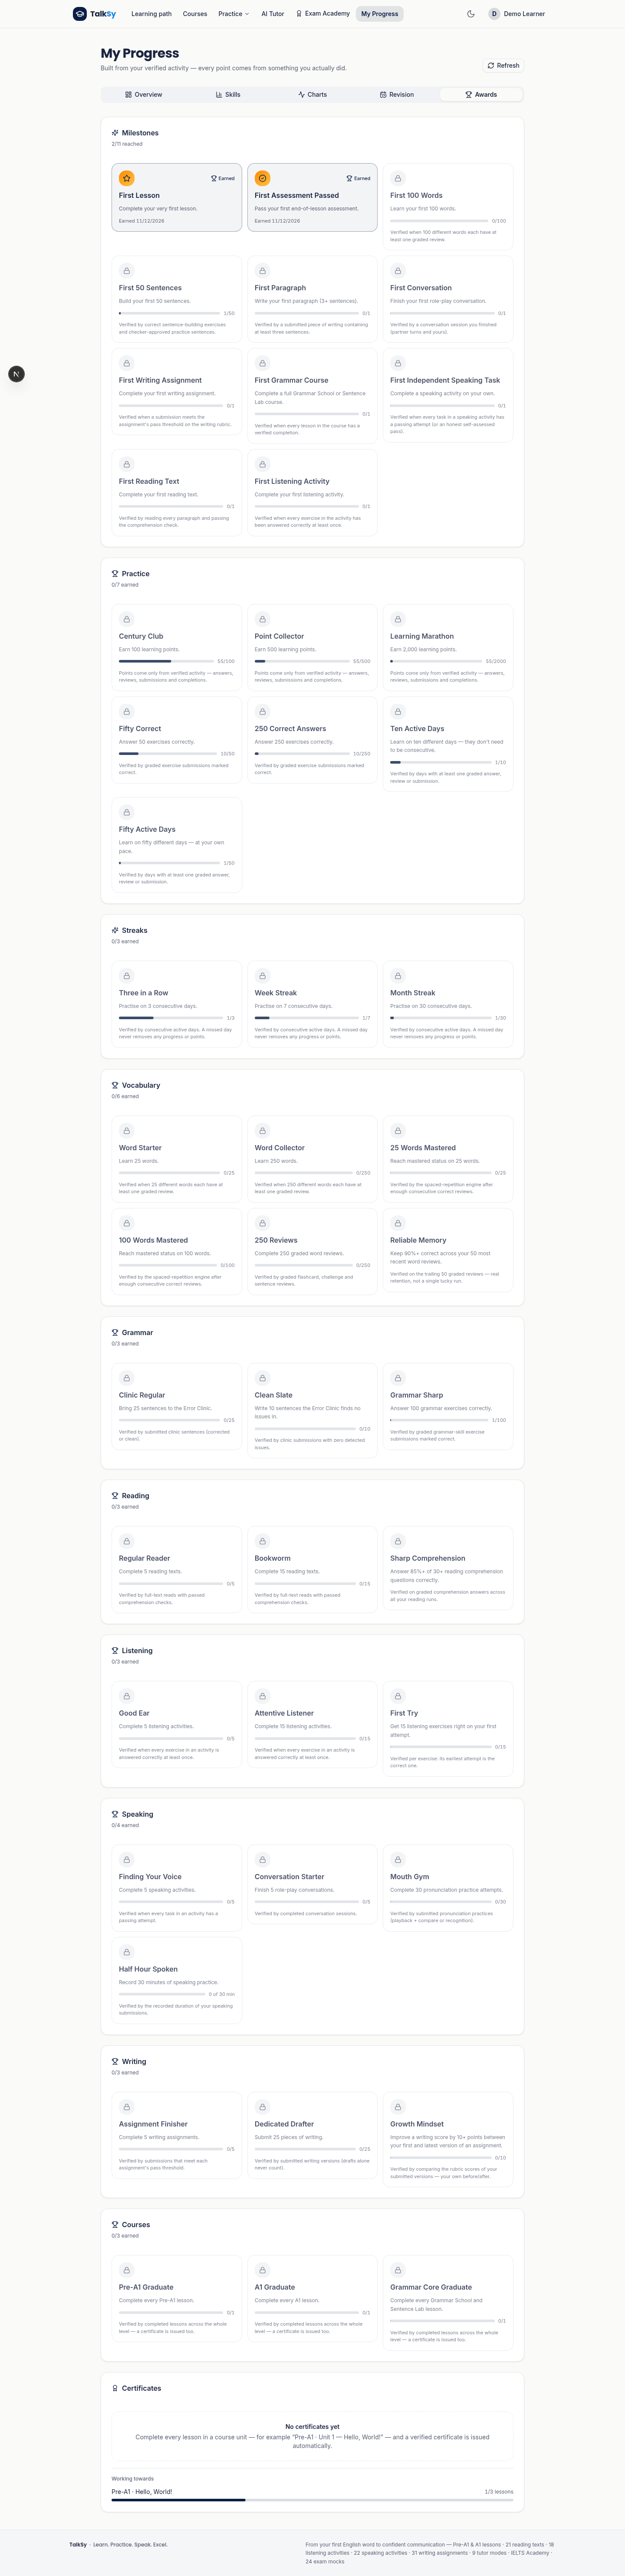 TalkSy
Learning path
Courses
Practice
AI Tutor
Exam Academy
My Progress
D
Demo Learner
My Progress
Built from your verified activity — every point comes from something you actually did.
Refresh
Overview
Skills
Charts
Revision
Awards
Milestones
2/11 reached
Earned
First Lesson
Complete your very first lesson.
Earned 11/12/2026
Earned
First Assessment Passed
Pass your first end-of-lesson assessment.
Earned 11/12/2026
First 100 Words
Learn your first 100 words.
0/100
Verified when 100 different words each have at
least one graded review.
First 50 Sentences
Build your first 50 sentences.
1/50
Verified by correct sentence-building exercises
and checker-approved practice sentences.
First Paragraph
Write your first paragraph (3+ sentences).
0/1
Verified by a submitted piece of writing containing
at least three sentences.
First Conversation
Finish your first role-play conversation.
0/1
Verified by a conversation session you finished
(partner turns and yours).
N
First Writing Assignment
Complete your first writing assignment.
0/1
Verified when a submission meets the
assignment's pass threshold on the writing rubric.
First Grammar Course
Complete a full Grammar School or Sentence
Lab course.
0/1
Verified when every lesson in the course has a
verified completion.
First Independent Speaking Task
Complete a speaking activity on your own.
0/1
Verified when every task in a speaking activity has
a passing attempt (or an honest self-assessed
pass).
First Reading Text
Complete your first reading text.
0/1
Verified by reading every paragraph and passing
the comprehension check.
First Listening Activity
Complete your first listening activity.
0/1
Verified when every exercise in the activity has
been answered correctly at least once.
Practice
0/7 earned
Century Club
Earn 100 learning points.
55/100
Points come only from verified activity — answers,
reviews, submissions and completions.
Point Collector
Earn 500 learning points.
55/500
Points come only from verified activity — answers,
reviews, submissions and completions.
Learning Marathon
Earn 2,000 learning points.
55/2000
Points come only from verified activity — answers,
reviews, submissions and completions.
Fifty Correct
Answer 50 exercises correctly.
10/50
Verified by graded exercise submissions marked
correct.
250 Correct Answers
Answer 250 exercises correctly.
10/250
Verified by graded exercise submissions marked
correct.
Ten Active Days
Learn on ten different days — they don't need
to be consecutive.
1/10
Verified by days with at least one graded answer,
review or submission.
Fifty Active Days
Learn on fifty different days — at your own
pace.
1/50
Verified by days with at least one graded answer,
review or submission.
Streaks
0/3 earned
Three in a Row
Practise on 3 consecutive days.
1/3
Verified by consecutive active days. A missed day
never removes any progress or points.
Week Streak
Practise on 7 consecutive days.
1/7
Verified by consecutive active days. A missed day
never removes any progress or points.
Month Streak
Practise on 30 consecutive days.
1/30
Verified by consecutive active days. A missed day
never removes any progress or points.
Vocabulary
0/6 earned
Word Starter
Learn 25 words.
0/25
Verified when 25 different words each have at
least one graded review.
Word Collector
Learn 250 words.
0/250
Verified when 250 different words each have at
least one graded review.
25 Words Mastered
Reach mastered status on 25 words.
0/25
Verified by the spaced-repetition engine after
enough consecutive correct reviews.
100 Words Mastered
Reach mastered status on 100 words.
0/100
Verified by the spaced-repetition engine after
enough consecutive correct reviews.
250 Reviews
Complete 250 graded word reviews.
0/250
Verified by graded flashcard, challenge and
sentence reviews.
Reliable Memory
Keep 90%+ correct across your 50 most
recent word reviews.
Verified on the trailing 50 graded reviews — real
retention, not a single lucky run.
Grammar
0/3 earned
Clinic Regular
Bring 25 sentences to the Error Clinic.
0/25
Verified by submitted clinic sentences (corrected
or clean).
Clean Slate
Write 10 sentences the Error Clinic finds no
issues in.
0/10
Verified by clinic submissions with zero detected
issues.
Grammar Sharp
Answer 100 grammar exercises correctly.
1/100
Verified by graded grammar-skill exercise
submissions marked correct.
Reading
0/3 earned
Regular Reader
Complete 5 reading texts.
0/5
Verified by full-text reads with passed
comprehension checks.
Bookworm
Complete 15 reading texts.
0/15
Verified by full-text reads with passed
comprehension checks.
Sharp Comprehension
Answer 85%+ of 30+ reading comprehension
questions correctly.
Verified on graded comprehension answers across
all your reading runs.
Listening
0/3 earned
Good Ear
Complete 5 listening activities.
0/5
Verified when every exercise in an activity is
answered correctly at least once.
Attentive Listener
Complete 15 listening activities.
0/15
Verified when every exercise in an activity is
answered correctly at least once.
First Try
Get 15 listening exercises right on your first
attempt.
0/15
Verified per exercise: its earliest attempt is the
correct one.
Speaking
0/4 earned
Finding Your Voice
Complete 5 speaking activities.
0/5
Verified when every task in an activity has a
passing attempt.
Conversation Starter
Finish 5 role-play conversations.
0/5
Verified by completed conversation sessions.
Mouth Gym
Complete 30 pronunciation practice attempts.
0/30
Verified by submitted pronunciation practices
(playback + compare or recognition).
Half Hour Spoken
Record 30 minutes of speaking practice.
0 of 30 min
Verified by the recorded duration of your speaking
submissions.
Writing
0/3 earned
Assignment Finisher
Complete 5 writing assignments.
0/5
Verified by submissions that meet each
assignment's pass threshold.
Dedicated Drafter
Submit 25 pieces of writing.
0/25
Verified by submitted writing versions (drafts alone
never count).
Growth Mindset
Improve a writing score by 10+ points between
your first and latest version of an assignment.
0/10
Verified by comparing the rubric scores of your
submitted versions — your own before/after.
Courses
0/3 earned
Pre-A1 Graduate
Complete every Pre-A1 lesson.
0/1
Verified by completed lessons across the whole
level — a certificate is issued too.
A1 Graduate
Complete every A1 lesson.
0/1
Verified by completed lessons across the whole
level — a certificate is issued too.
Grammar Core Graduate
Complete every Grammar School and
Sentence Lab lesson.
0/1
Verified by completed lessons across the whole
level — a certificate is issued too.
Certificates
No certificates yet
Complete every lesson in a course unit — for example "Pre-A1 · Unit 1 — Hello, World!" — and a verified certificate is issued
automatically.
Working towards
Pre-A1 · Hello, World!
1/3 lessons
TalkSy · Learn. Practice. Speak. Excel.
From your first English word to confident communication — Pre-A1 & A1 lessons · 21 reading texts · 18
listening activities · 22 speaking activities · 31 writing assignments · 9 tutor modes · IELTS Academy ·
24 exam mocks